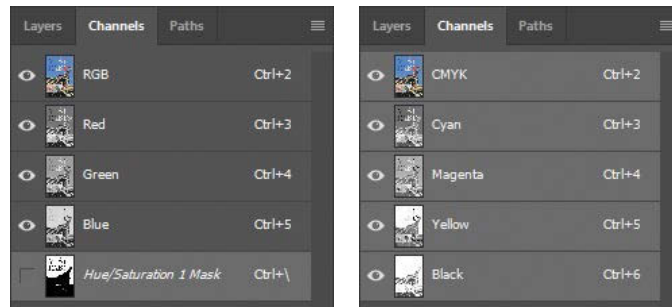 Layers Channels Paths
RGB Ctrl+2
Red Ctrl+3
Green Ctrl+4
Blue Ctrl+5
Hue/Saturation 1 Mask Ctrl+\
Layers Channels Paths
CMYK Ctrl+2
Cyan Ctrl+3
Magenta Ctrl+4
Yellow Ctrl+5
Black Ctrl+6